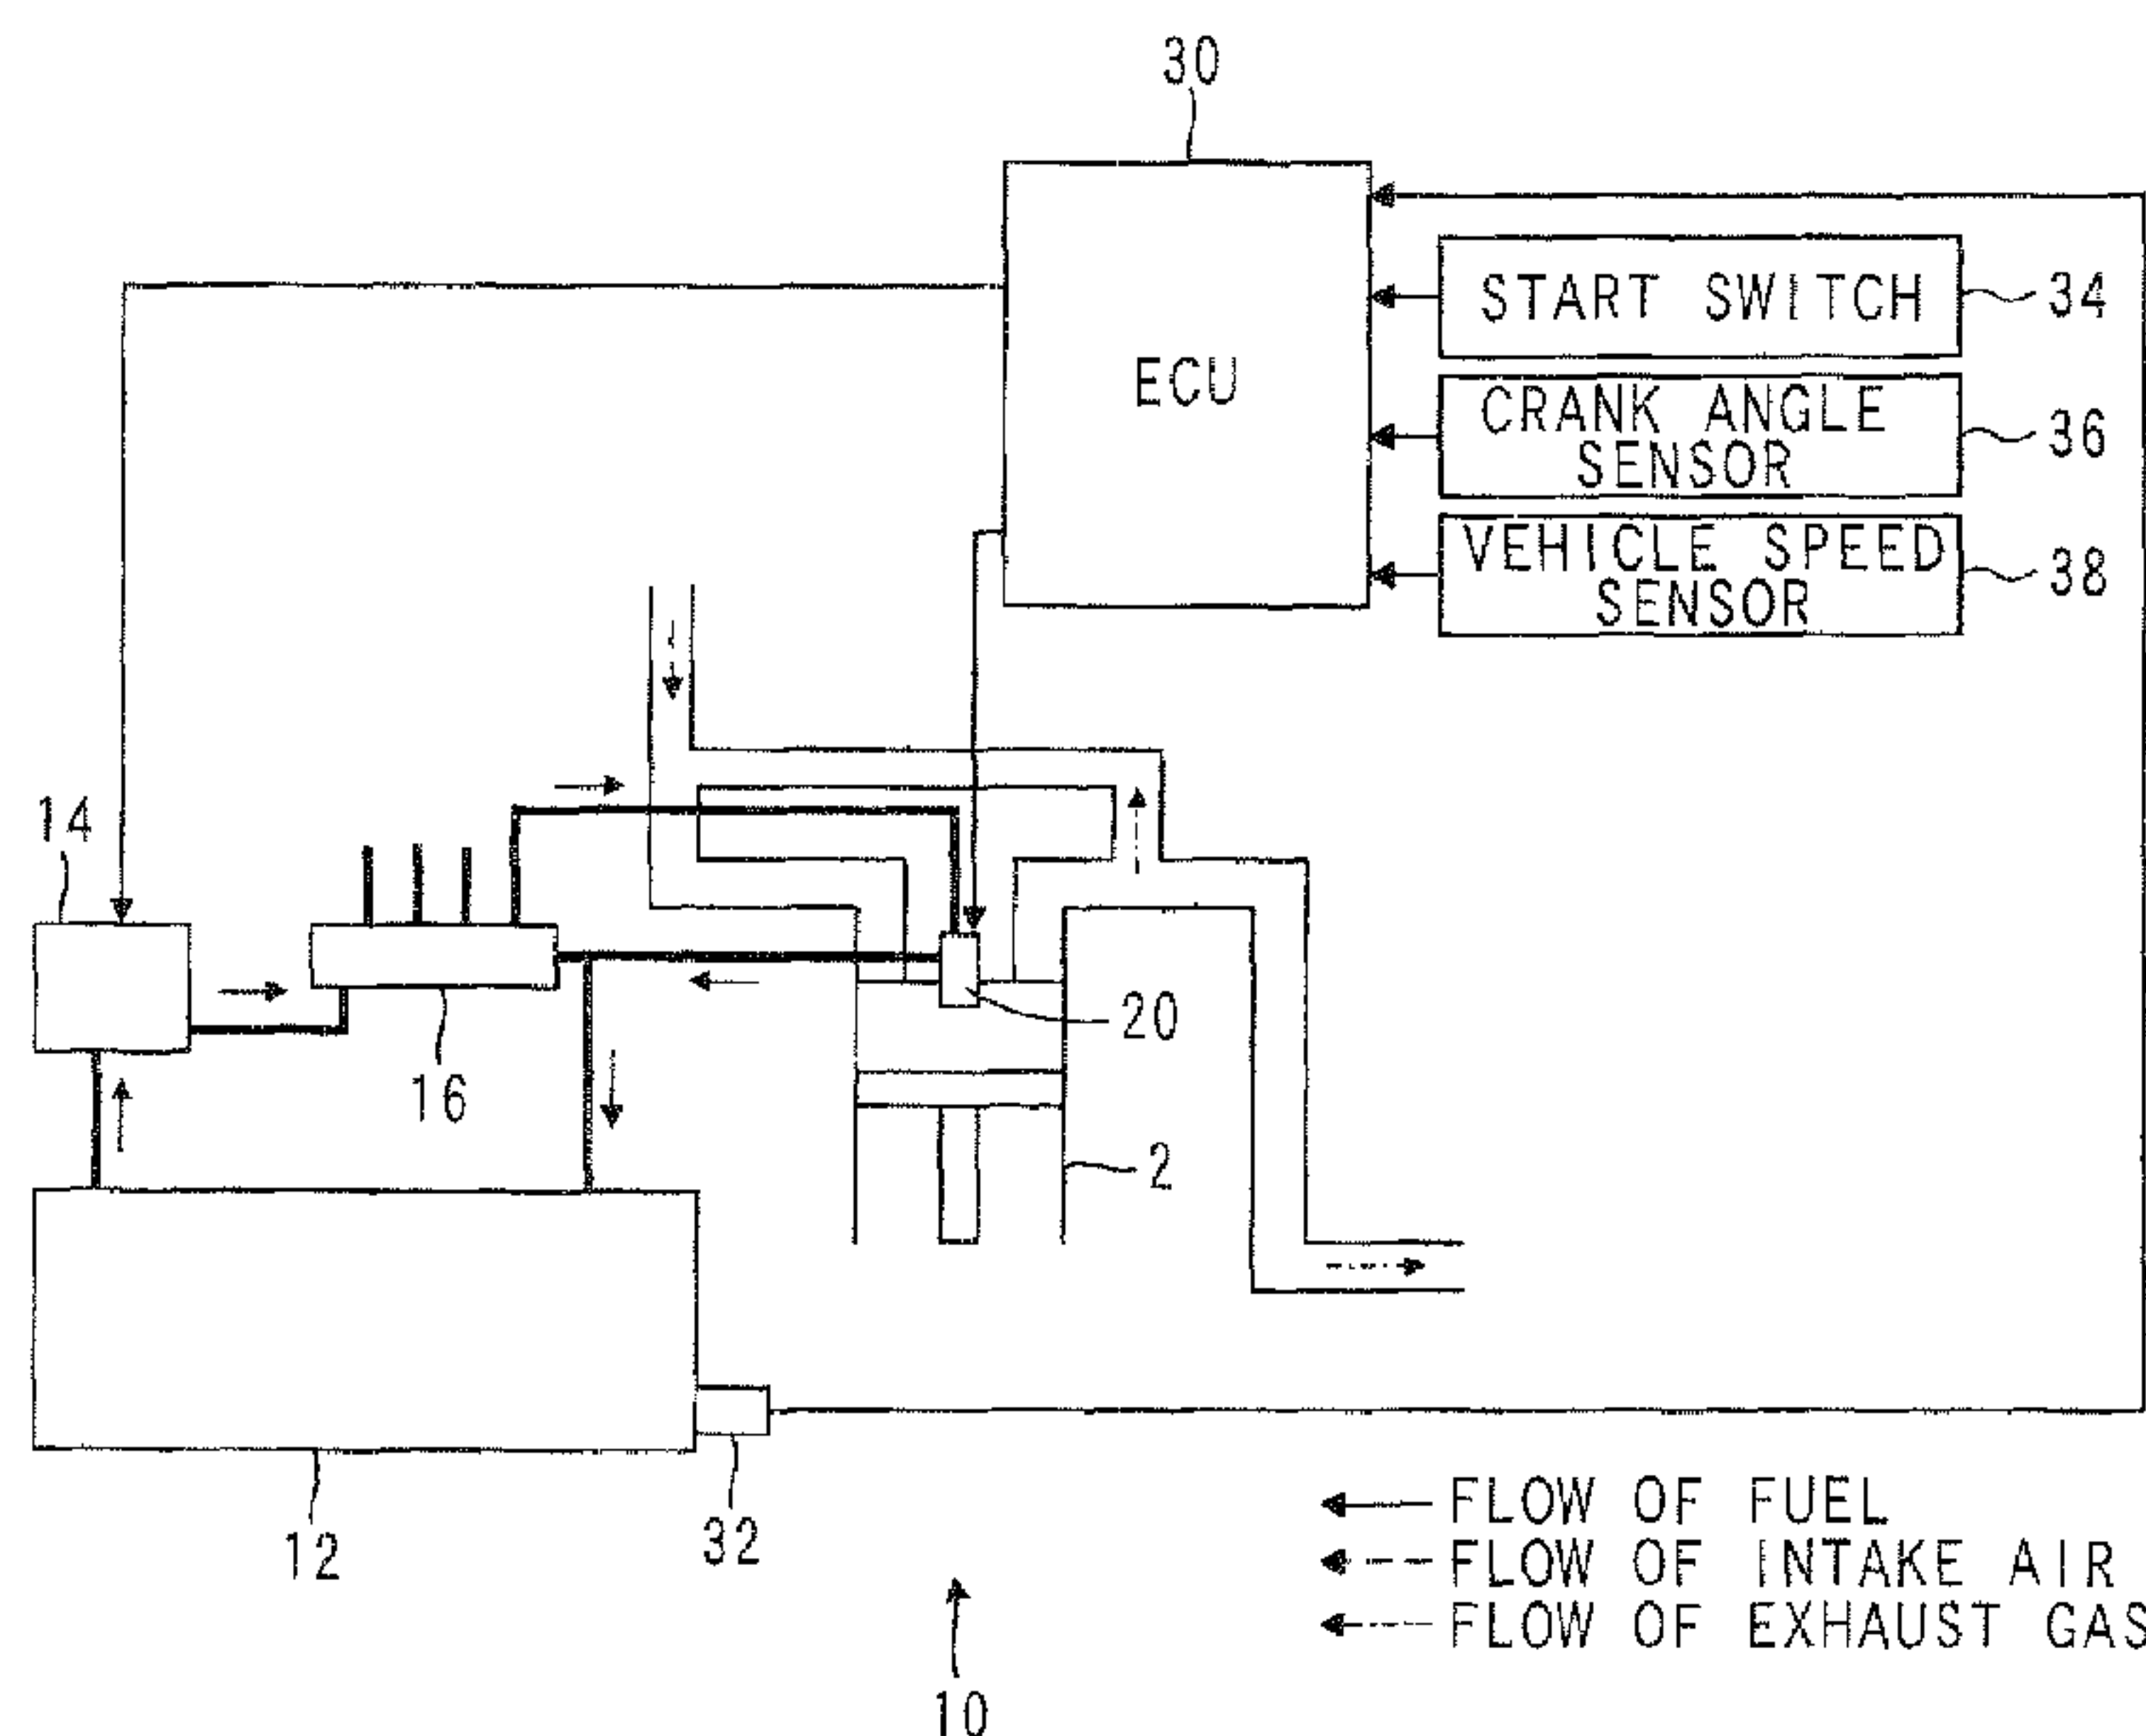 30
START SWITCH
34
ECU
CRANK ANGLE
SENSOR
36
VEHICLE SPEED
SENSOR
38
14
20
16
2
12
32
FLOW OF FUEL
FLOW OF INTAKE AIR
FLOW OF EXHAUST GAS
10